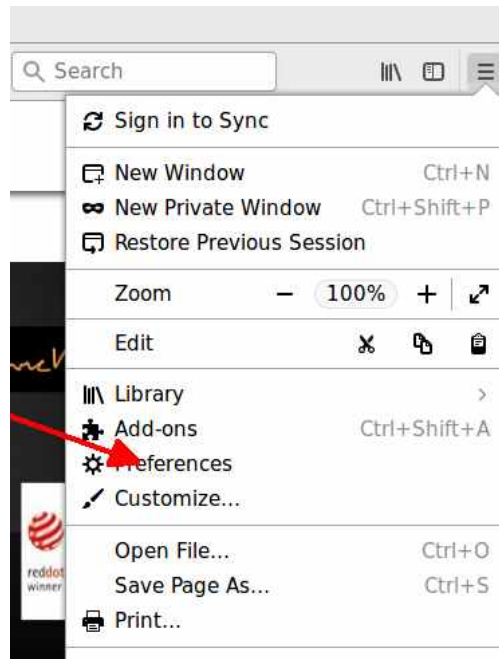 Search
Sign in to Sync
New Window Ctrl+N
New Private Window Ctrl+Shift+P
Restore Previous Session
Zoom − 100% +
Edit
Library >
Add-ons Ctrl+Shift+A
Preferences
Customize...
Open File... Ctrl+O
reddot
Save Page As... Ctrl+S
winner
Print...